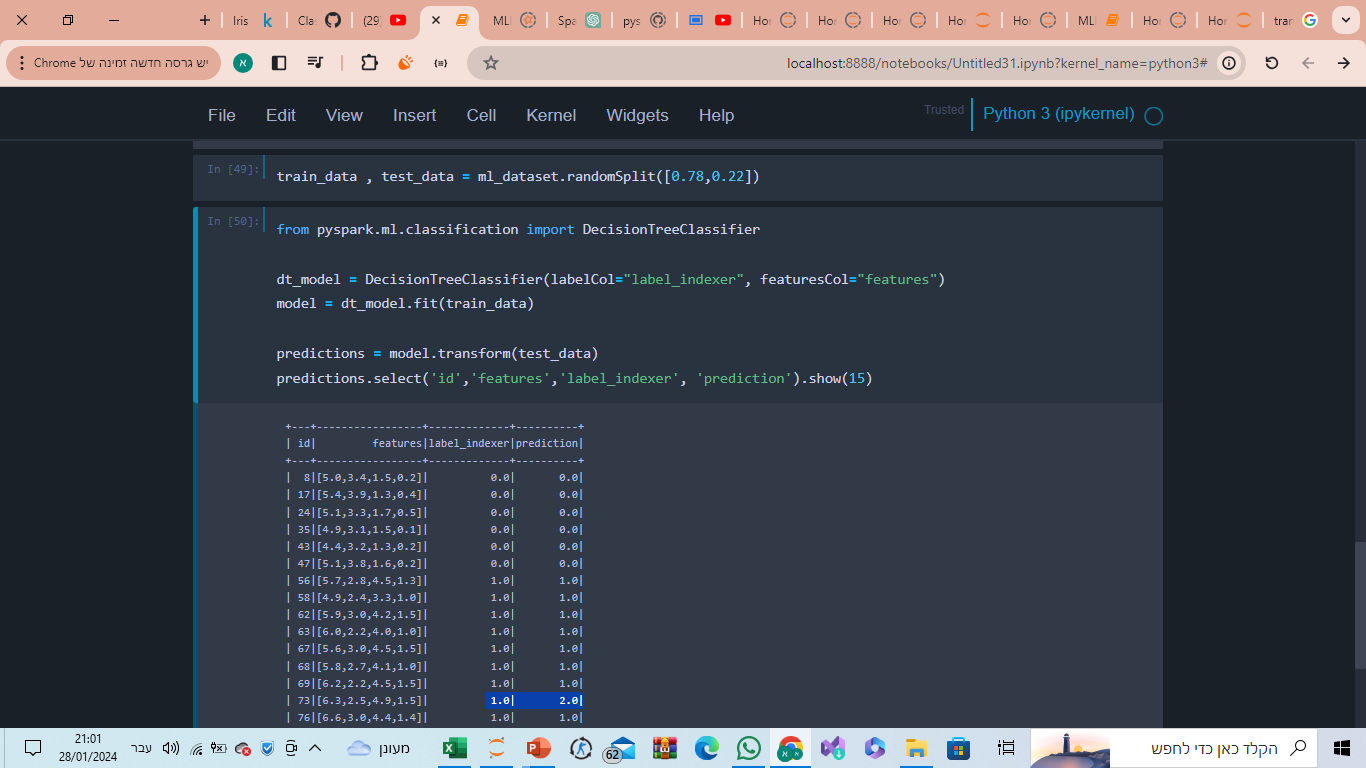 Iris
Cla:
(29)
MLl
Spa
pys
Hor
Hor
Hor
Hor
Hor
MLl
Hor
Hor
tran
יש גרסה חדשה זמינה של Chrome
א
localhost:8888/notebooks/Untitled31.ipynb?kernel_name=python3#
File Edit View Insert Cell Kernel Widgets Help
Trusted
Python 3 (ipykernel)
In [49]:
train_data , test_data = ml_dataset.randomSplit([0.78,0.22])
In [50]:
from pyspark.ml.classification import DecisionTreeClassifier
dt_model = DecisionTreeClassifier(labelCol="label_indexer", featuresCol="features")
model = dt_model.fit(train_data)
predictions = model.transform(test_data)
predictions.select('id','features','label_indexer', 'prediction').show(15)
+---+-----------------+-------------+----------+
| id|         features|label_indexer|prediction|
+---+-----------------+-------------+----------+
|  8|[5.0,3.4,1.5,0.2]|          0.0|       0.0|
| 17|[5.4,3.9,1.3,0.4]|          0.0|       0.0|
| 24|[5.1,3.3,1.7,0.5]|          0.0|       0.0|
| 35|[4.9,3.1,1.5,0.1]|          0.0|       0.0|
| 43|[4.4,3.2,1.3,0.2]|          0.0|       0.0|
| 47|[5.1,3.8,1.6,0.2]|          0.0|       0.0|
| 56|[5.7,2.8,4.5,1.3]|          1.0|       1.0|
| 58|[4.9,2.4,3.3,1.0]|          1.0|       1.0|
| 62|[5.9,3.0,4.2,1.5]|          1.0|       1.0|
| 63|[6.0,2.2,4.0,1.0]|          1.0|       1.0|
| 67|[5.6,3.0,4.5,1.5]|          1.0|       1.0|
| 68|[5.8,2.7,4.1,1.0]|          1.0|       1.0|
| 69|[6.2,2.2,4.5,1.5]|          1.0|       1.0|
| 73|[6.3,2.5,4.9,1.5]|          1.0|       2.0|
| 76|[6.6,3.0,4.4,1.4]|          1.0|       1.0|
21:01
28/01/2024
עבר
מעונן
62
הקלד כאן כדי לחפש